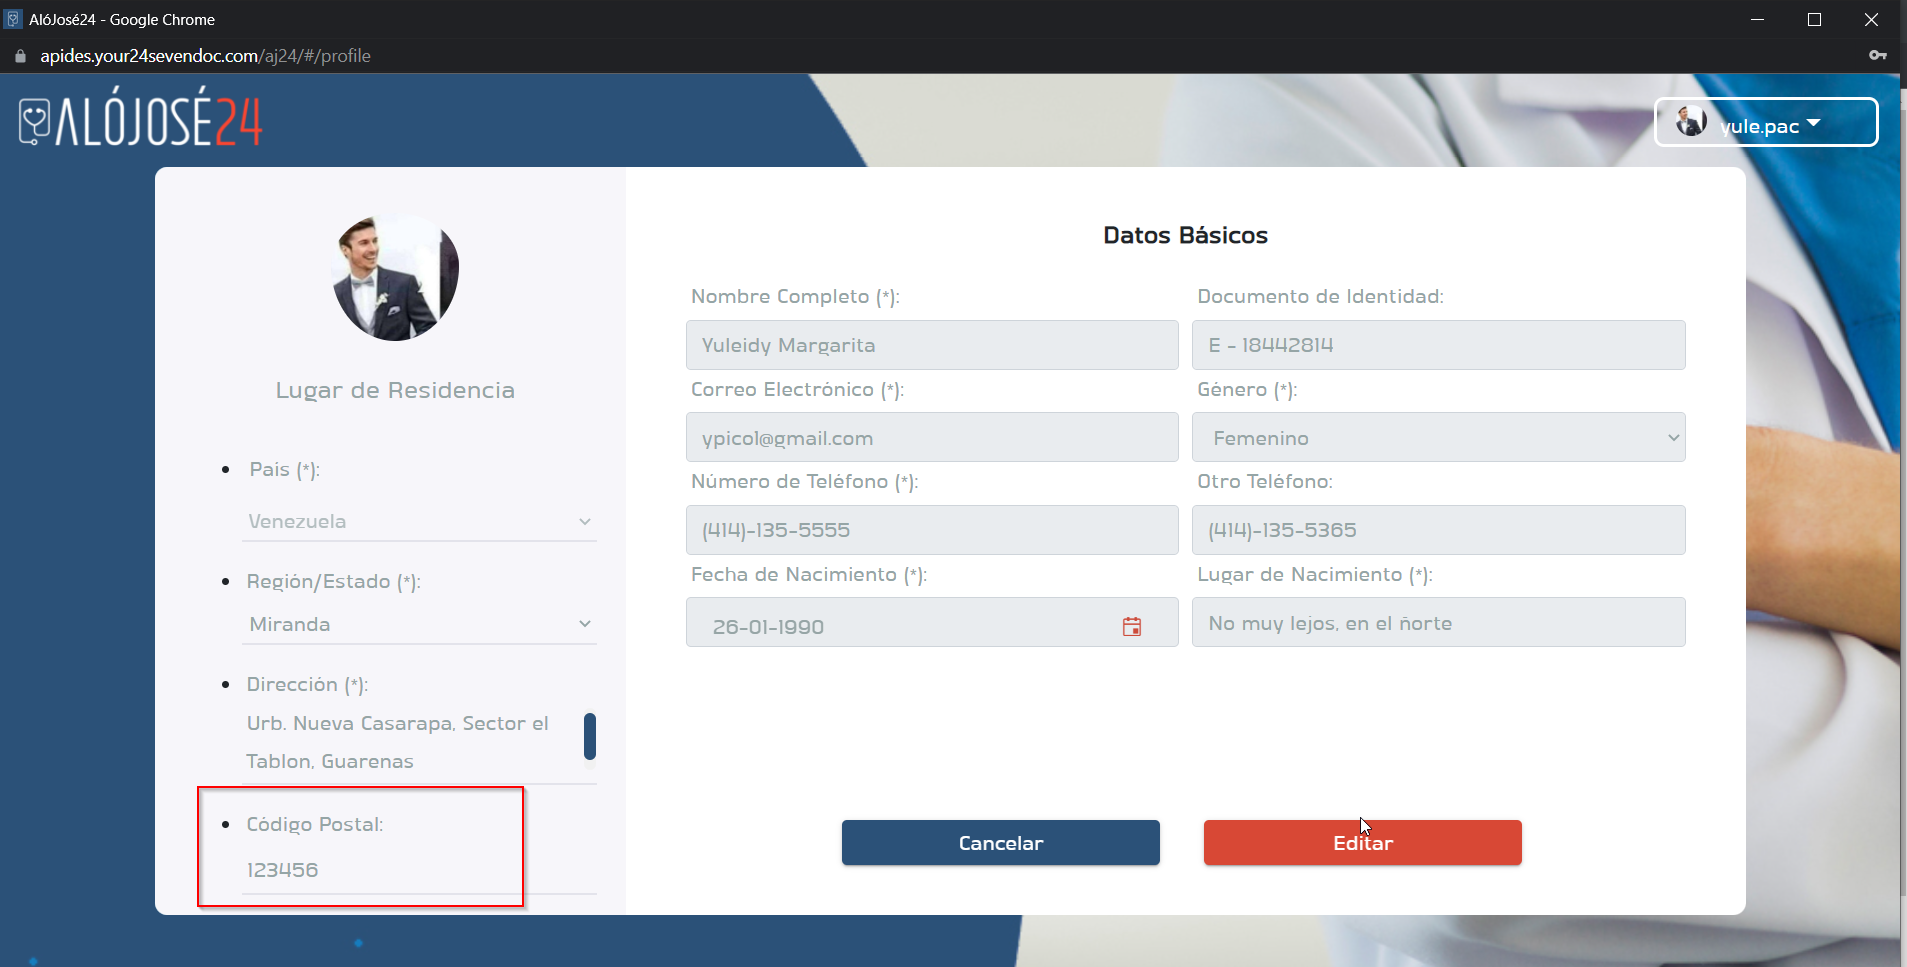 AlóJosé24 - Google Chrome
apides.your24sevendoc.com/aj24/#/profile
ALÓJOSÉ24
yule.pac
Lugar de Residencia
Pais (*):
Venezuela
Región/Estado (*):
Miranda
Dirección (*):
Urb. Nueva Casarapa, Sector el
Tablon, Guarenas
Código Postal:
123456
Datos Básicos
Nombre Completo (*):
Documento de Identidad:
Yuleidy Margarita
E - 18442814
Correo Electrónico (*):
Género (*):
ypico1@gmail.com
Femenino
Número de Teléfono (*):
Otro Teléfono:
(414)-135-5555
(414)-135-5365
Fecha de Nacimiento (*):
Lugar de Nacimiento (*):
26-01-1990
No muy lejos, en el ñorte
Cancelar
Editar